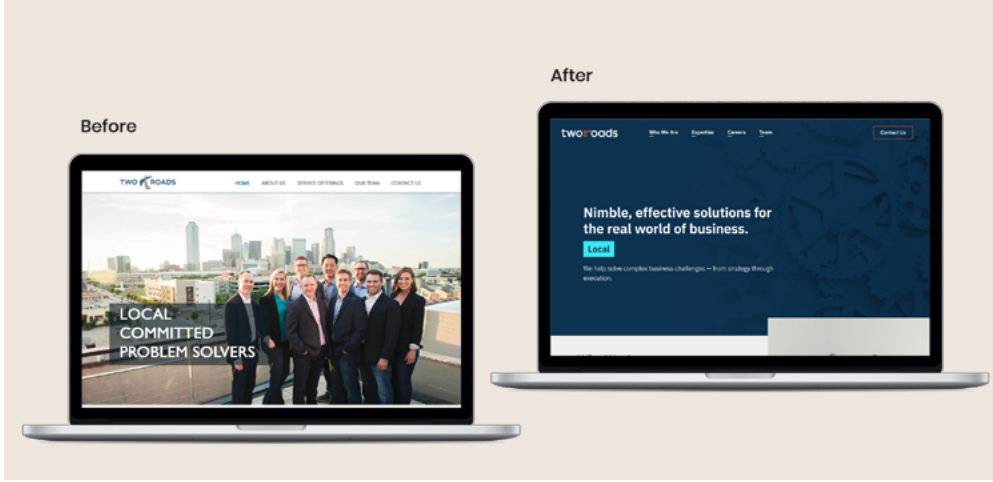 Before
TWO ROADS
HOME ABOUT US SERVICE OFFERINGS OUR TEAM CONTACT US
LOCAL
COMMITTED
PROBLEM SOLVERS
After
tworoads
Who We Are Expertise Careers Team Contact Us
Nimble, effective solutions for
the real world of business.
Local
We help solve complex business challenges — from strategy through
execution.